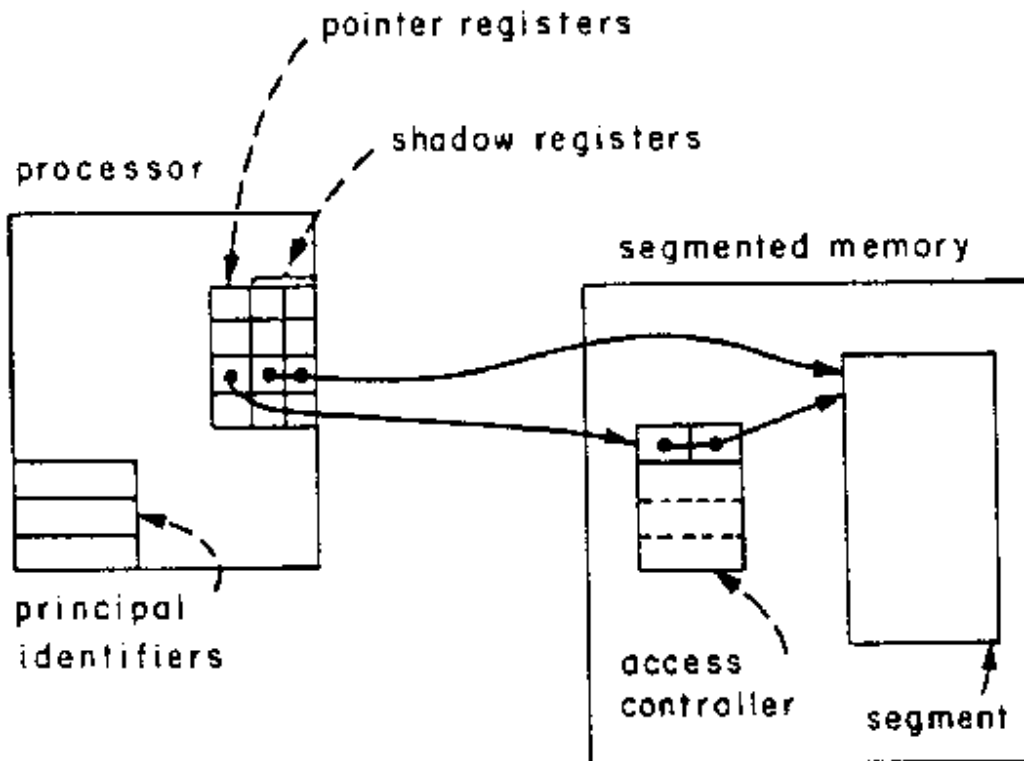 pointer registers
shadow registers
processor
segmented memory
principal
identifiers
access
controller
segment